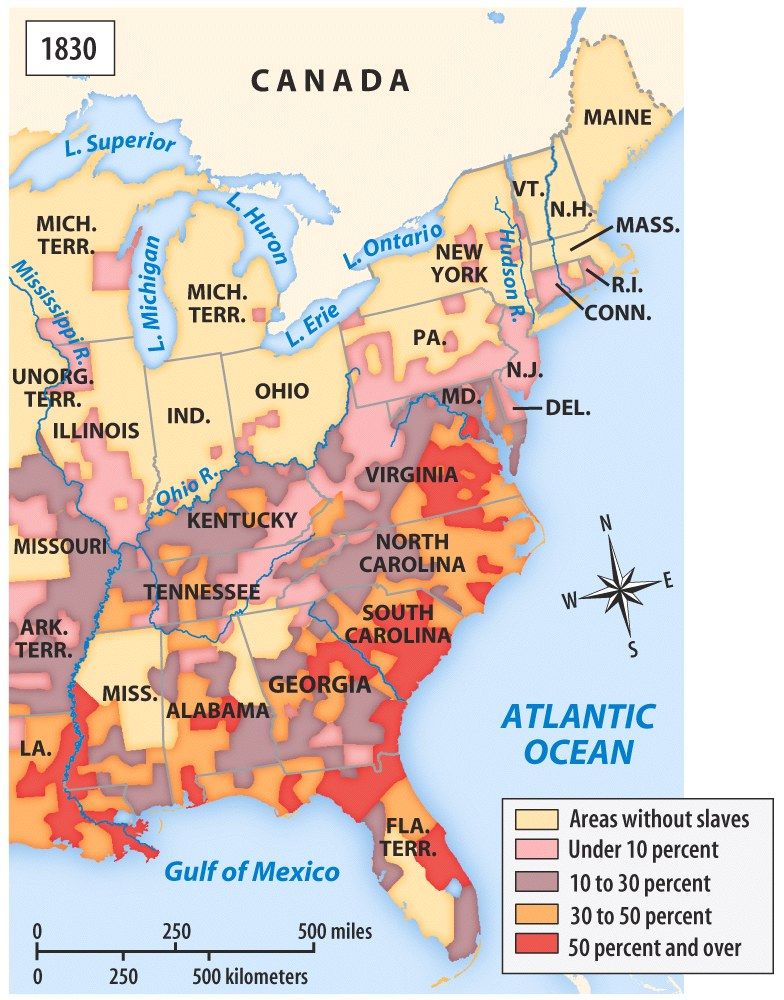 1830
CANADA
L. Superior
MAINE
VT.
N.H.
MASS.
MICH.
TERR.
L. Huron
L. Michigan
L. Ontario
NEW
YORK
Hudson R.
R.I.
CONN.
Mississippi R.
MICH.
TERR.
L. Erie
PA.
N.J.
UNORG.
TERR.
ILLINOIS
IND.
OHIO
MD.
DEL.
Ohio R.
VIRGINIA
KENTUCKY
MISSOURI
NORTH
CAROLINA
TENNESSEE
ARK.
TERR.
SOUTH
CAROLINA
N
W
E
S
MISS.
ALABAMA
GEORGIA
LA.
ATLANTIC
OCEAN
FLA.
TERR.
Gulf of Mexico
Areas without slaves
Under 10 percent
10 to 30 percent
30 to 50 percent
50 percent and over
0 250 500 miles
0 250 500 kilometers